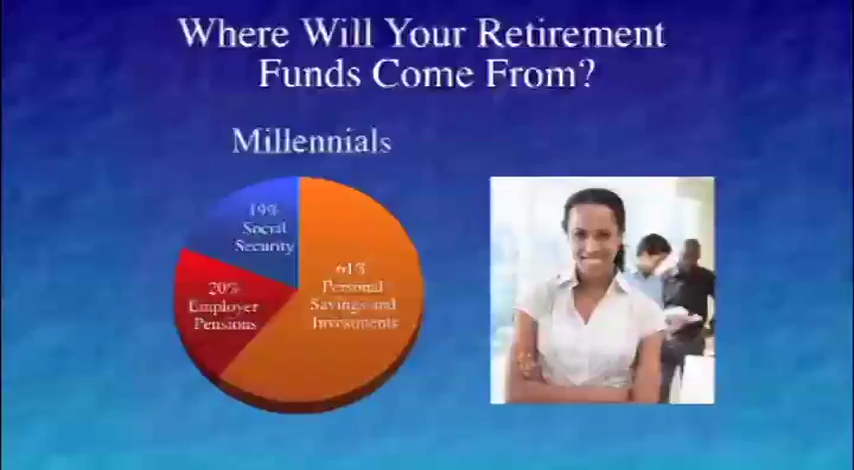 Where Will Your Retirement
Funds Come From?
Millennials
19%
Social
Security
61%
Personal
Savings and
Investments
20%
Employer
Pensions